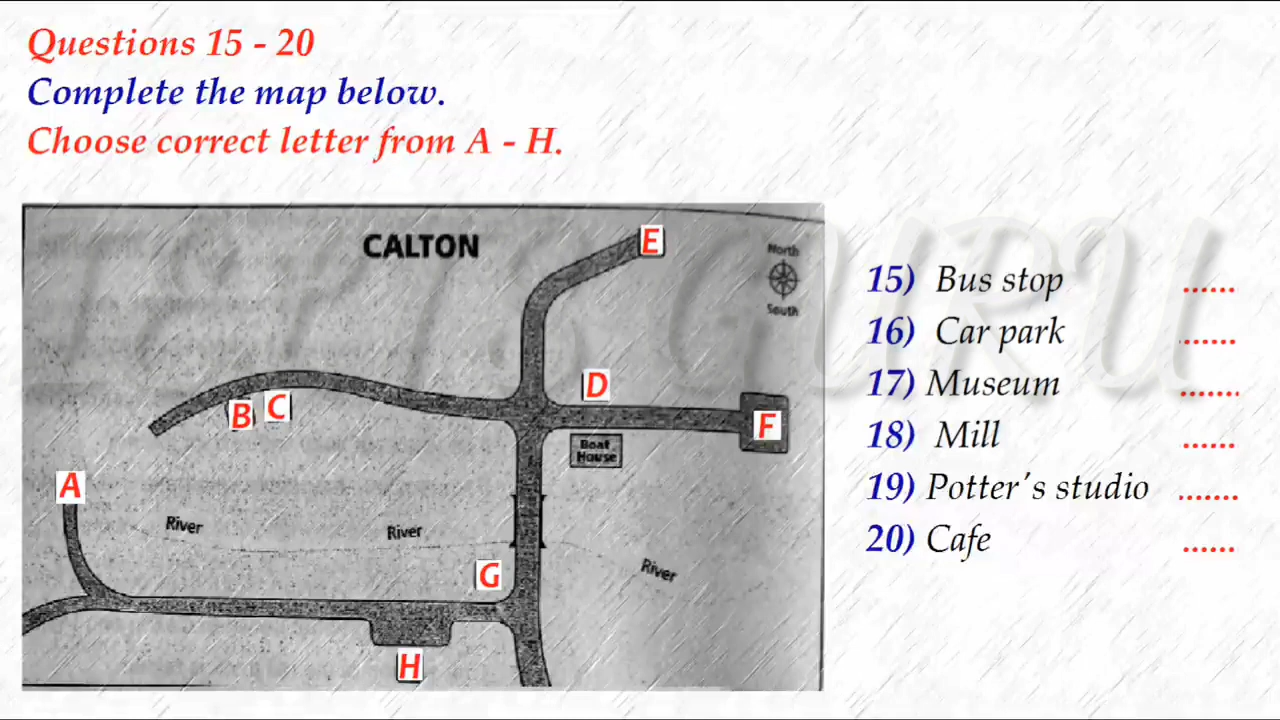 Questions 15 - 20
Complete the map below.
Choose correct letter from A - H.
CALTON
E
North
South
D
B C
F
Boat
House
A
River
River
River
G
H
15) Bus stop ......
16) Car park ......
17) Museum .......
18) Mill ......
19) Potter's studio .......
20) Cafe ......
GURU